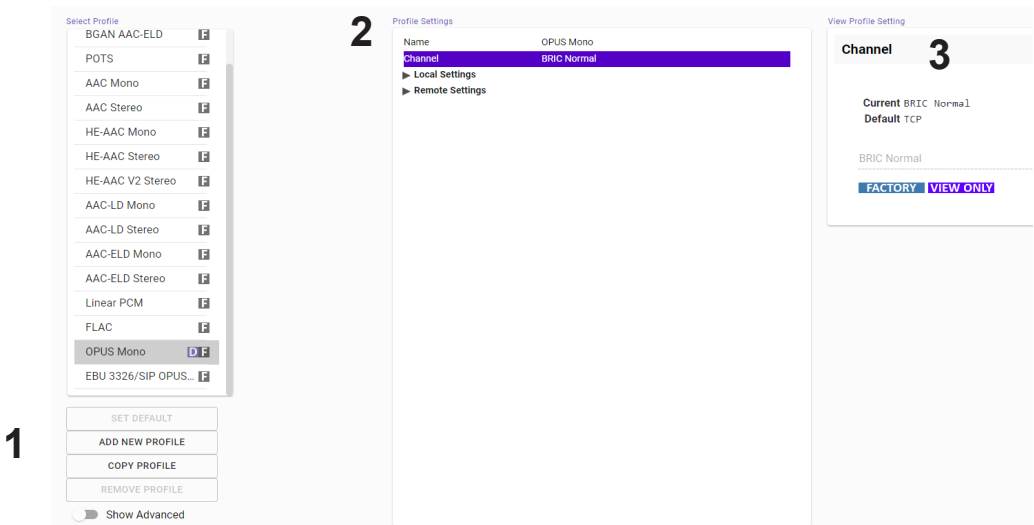 Select Profile
BGAN AAC-ELD F
POTS F
AAC Mono F
AAC Stereo F
HE-AAC Mono F
HE-AAC Stereo F
HE-AAC V2 Stereo F
AAC-LD Mono F
AAC-LD Stereo F
AAC-ELD Mono F
AAC-ELD Stereo F
Linear PCM F
FLAC F
OPUS Mono D F
EBU 3326/SIP OPUS... F
1
SET DEFAULT
ADD NEW PROFILE
COPY PROFILE
REMOVE PROFILE
Show Advanced
2
Profile Settings
Name OPUS Mono
Channel BRIC Normal
Local Settings
Remote Settings
View Profile Setting
Channel
3
Current BRIC Normal
Default TCP
BRIC Normal
FACTORY VIEW ONLY